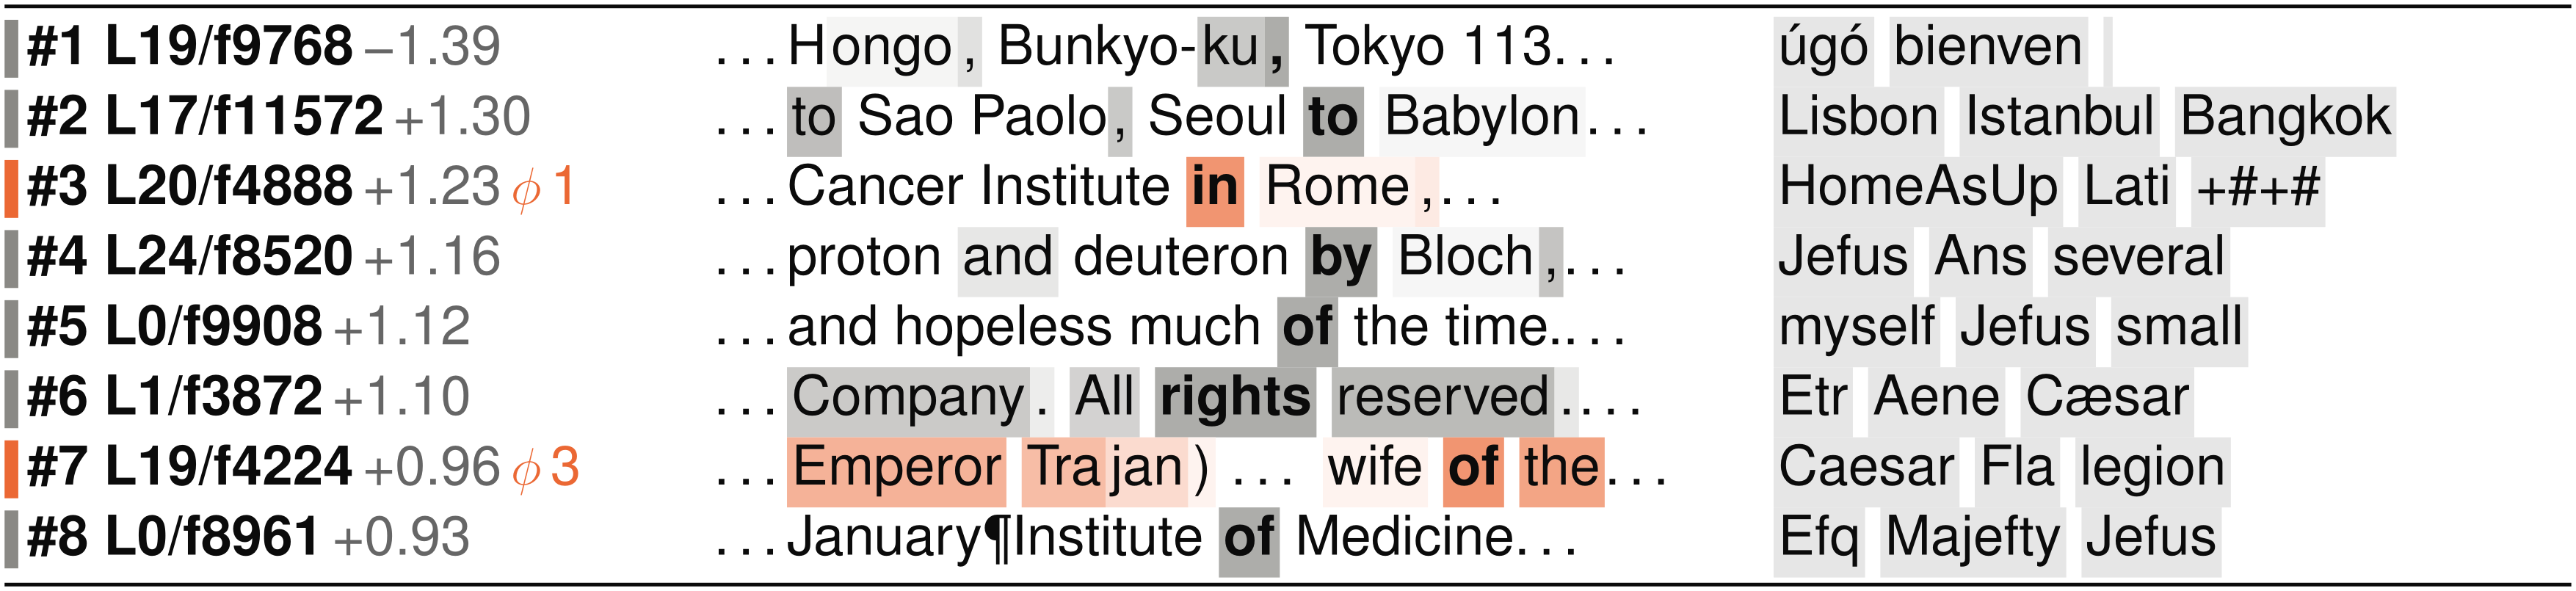 #1 L19/f9768 −1.39 ...Hongo, Bunkyo-ku, Tokyo 113... úgó bienven
#2 L17/f11572 +1.30 ...to Sao Paolo, Seoul to Babylon... Lisbon Istanbul Bangkok
#3 L20/f4888 +1.23 ϕ 1 ...Cancer Institute in Rome,... HomeAsUp Lati +#+#
#4 L24/f8520 +1.16 ...proton and deuteron by Bloch,... Jefus Ans several
#5 L0/f9908 +1.12 ...and hopeless much of the time.... myself Jefus small
#6 L1/f3872 +1.10 ...Company. All rights reserved.... Etr Aene Cæsar
#7 L19/f4224 +0.96 ϕ 3 ...Emperor Trajan) ... wife of the... Caesar Fla legion
#8 L0/f8961 +0.93 ...January¶Institute of Medicine... Efq Majefty Jefus